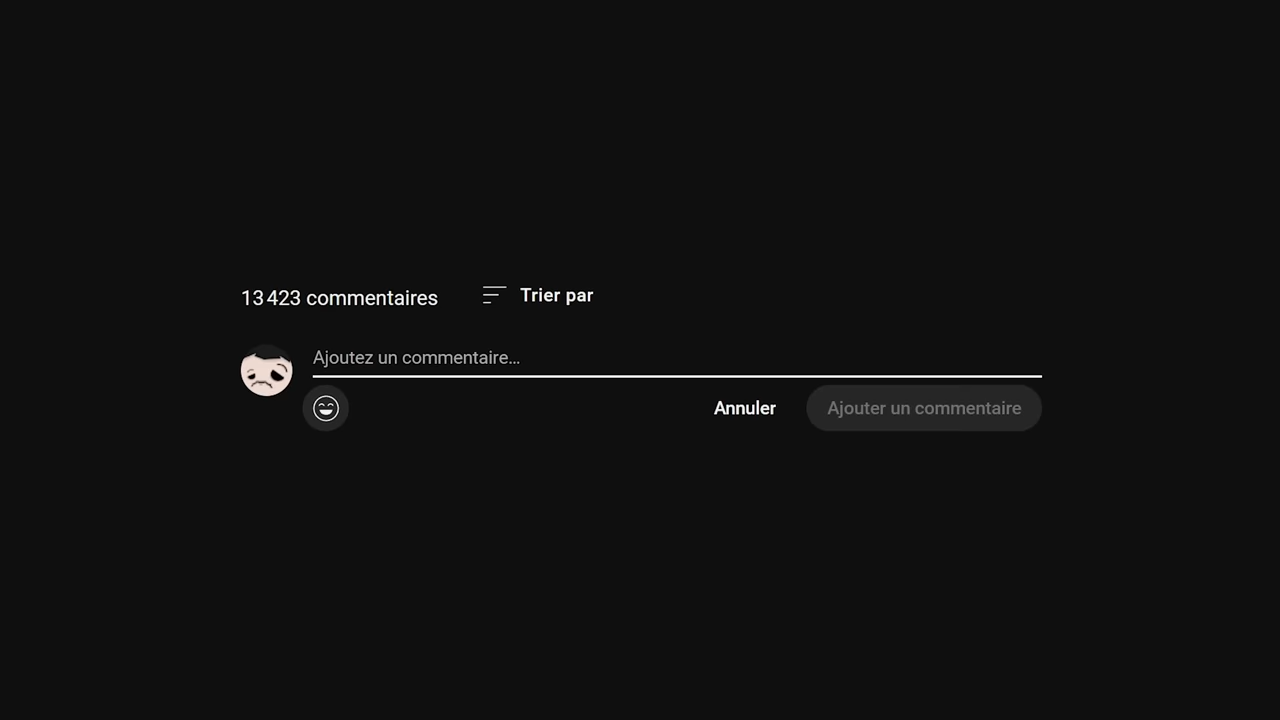 13 423 commentaires
Trier par
Ajoutez un commentaire...
Annuler
Ajouter un commentaire